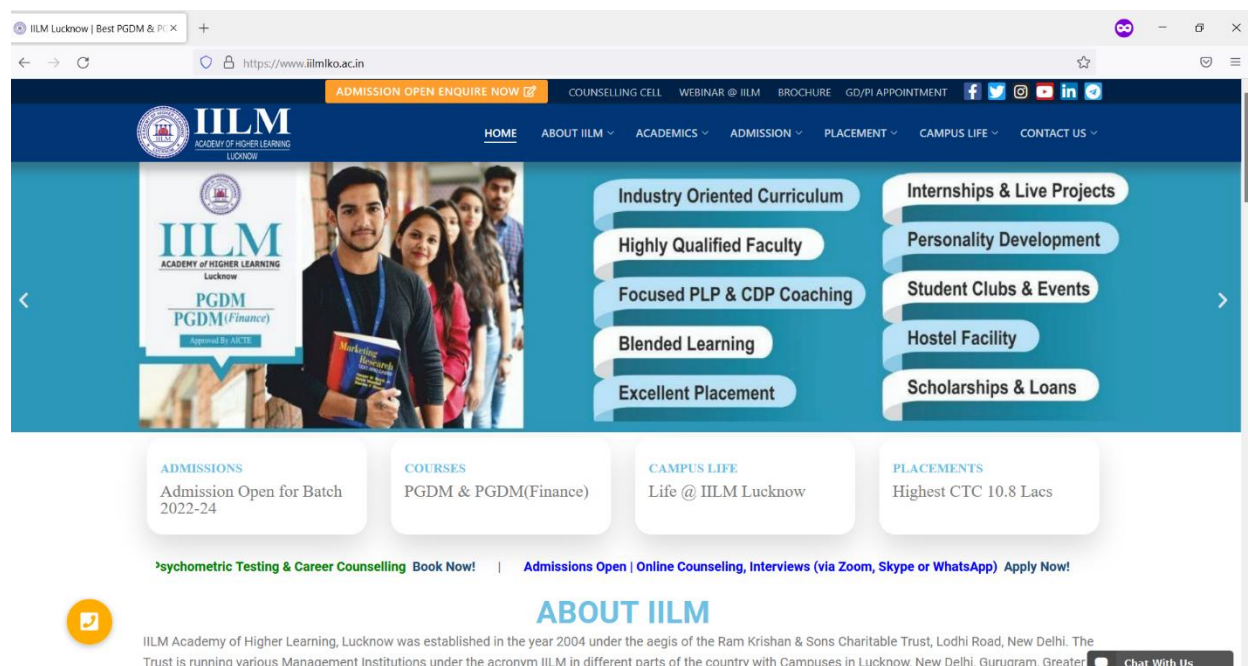 IILM Lucknow | Best PGDM & PG
https://www.iilmlko.ac.in
ADMISSION OPEN ENQUIRE NOW
COUNSELLING CELL WEBINAR @ IILM BROCHURE GD/PI APPOINTMENT
IILM
ACADEMY OF HIGHER LEARNING
LUCKNOW
HOME ABOUT IILM ACADEMICS ADMISSION PLACEMENT CAMPUS LIFE CONTACT US
IILM
ACADEMY of HIGHER LEARNING
Lucknow
PGDM
PGDM(Finance)
Approved By AICTE
Marketing
Research
Industry Oriented Curriculum
Highly Qualified Faculty
Focused PLP & CDP Coaching
Blended Learning
Excellent Placement
Internships & Live Projects
Personality Development
Student Clubs & Events
Hostel Facility
Scholarships & Loans
ADMISSIONS
Admission Open for Batch
2022-24
COURSES
PGDM & PGDM(Finance)
CAMPUS LIFE
Life @ IILM Lucknow
PLACEMENTS
Highest CTC 10.8 Lacs
Psychometric Testing & Career Counselling Book Now! | Admissions Open | Online Counseling, Interviews (via Zoom, Skype or WhatsApp) Apply Now!
ABOUT IILM
IILM Academy of Higher Learning, Lucknow was established in the year 2004 under the aegis of the Ram Krishan & Sons Charitable Trust, Lodhi Road, New Delhi. The
Trust is running various Management Institutions under the acronym IILM in different parts of the country with Campuses in Lucknow, New Delhi, Gurugram, Greater
Chat With Us